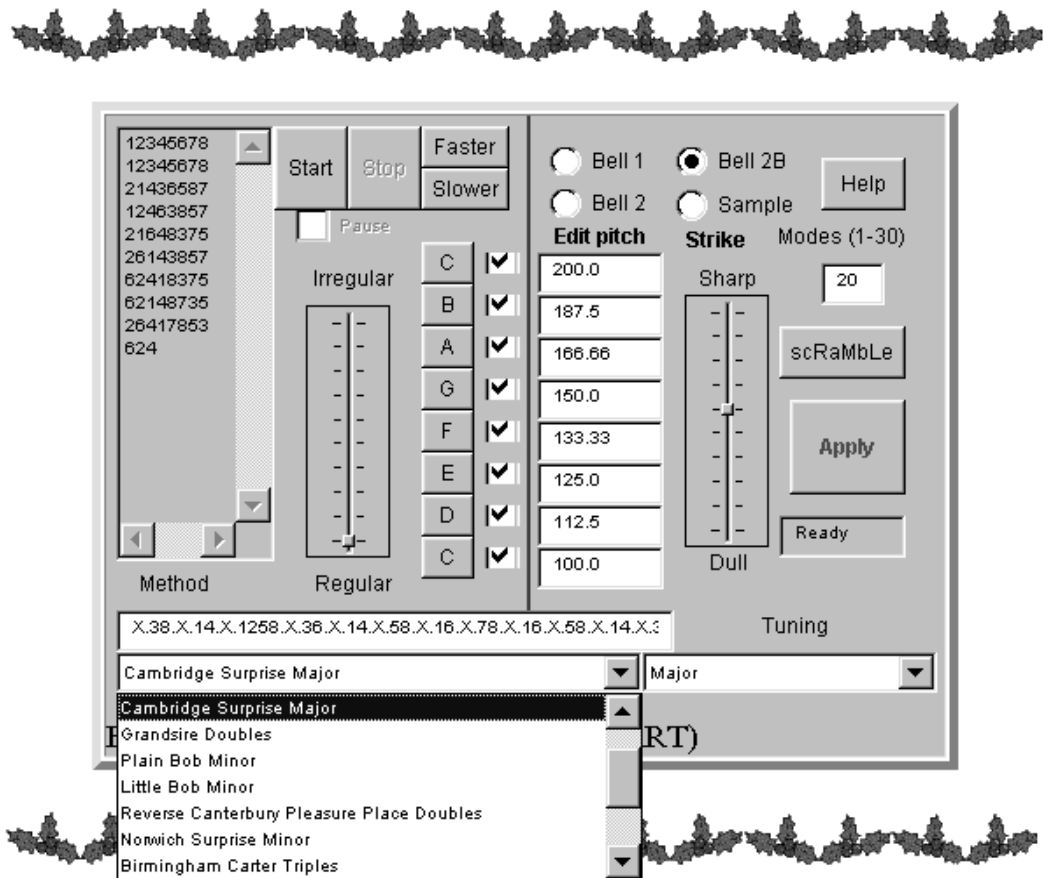 12345678
12345678
21436587
12463857
21648375
26143857
62418375
62148735
26417853
624
Method
Start
Stop
Faster
Slower
Pause
Irregular
Regular
C
B
A
G
F
E
D
C
Bell 1
Bell 2B
Bell 2
Sample
Help
Edit pitch
200.0
187.5
166.66
150.0
133.33
125.0
112.5
100.0
Strike
Sharp
Dull
Modes (1-30)
20
scRaMbLe
Apply
Ready
X.38.X.14.X.1258.X.36.X.14.X.58.X.16.X.78.X.16.X.58.X.14.X.
Tuning
Cambridge Surprise Major
Major
Cambridge Surprise Major
Grandsire Doubles
Plain Bob Minor
Little Bob Minor
Reverse Canterbury Pleasure Place Doubles
Norwich Surprise Minor
Birmingham Carter Triples
RT)